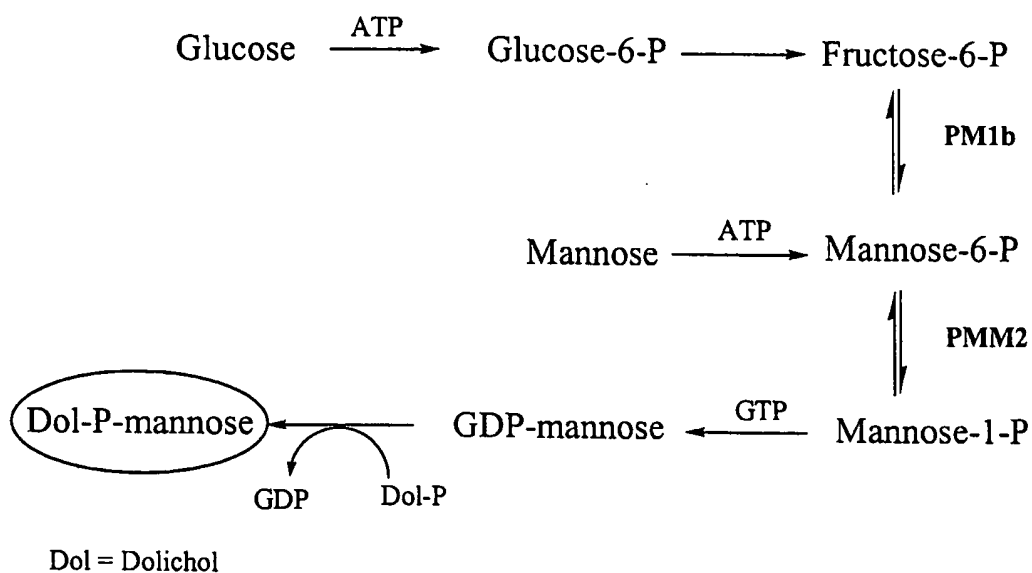 ATP
Glucose Glucose-6-P Fructose-6-P
PM1b
ATP
Mannose Mannose-6-P
PMM2
GTP
Dol-P-mannose GDP-mannose Mannose-1-P
GDP Dol-P
Dol = Dolichol